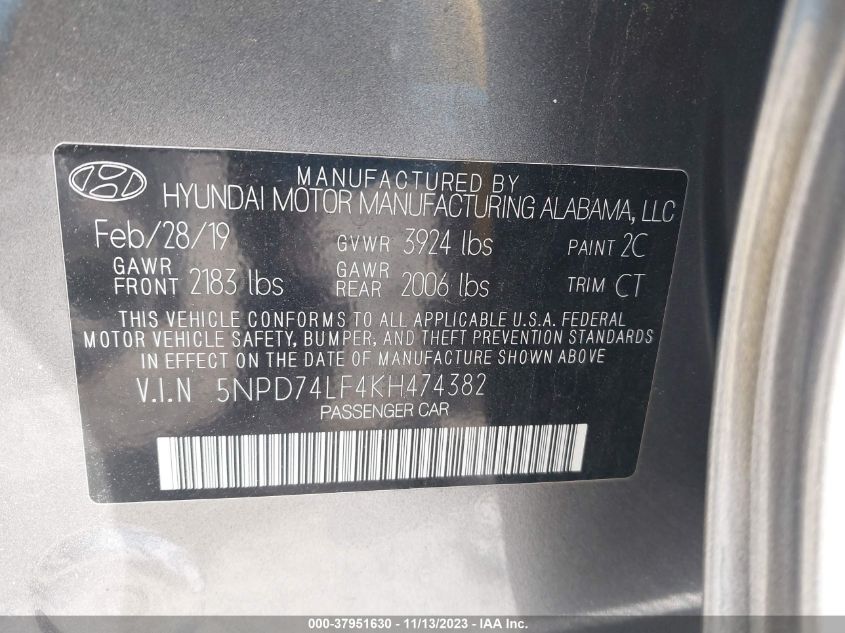 MANUFACTURED BY
HYUNDAI MOTOR MANUFACTURING ALABAMA, LLC
Feb/28/19 GVWR 3924 lbs PAINT 2C
GAWR FRONT 2183 lbs GAWR REAR 2006 lbs TRIM CT
THIS VEHICLE CONFORMS TO ALL APPLICABLE U.S.A. FEDERAL
MOTOR VEHICLE SAFETY, BUMPER, AND THEFT PREVENTION STANDARDS
IN EFFECT ON THE DATE OF MANUFACTURE SHOWN ABOVE.
V.I.N 5NPD74LF4KH474382
PASSENGER CAR
000-37951630 - 11/13/2023 - IAA Inc.